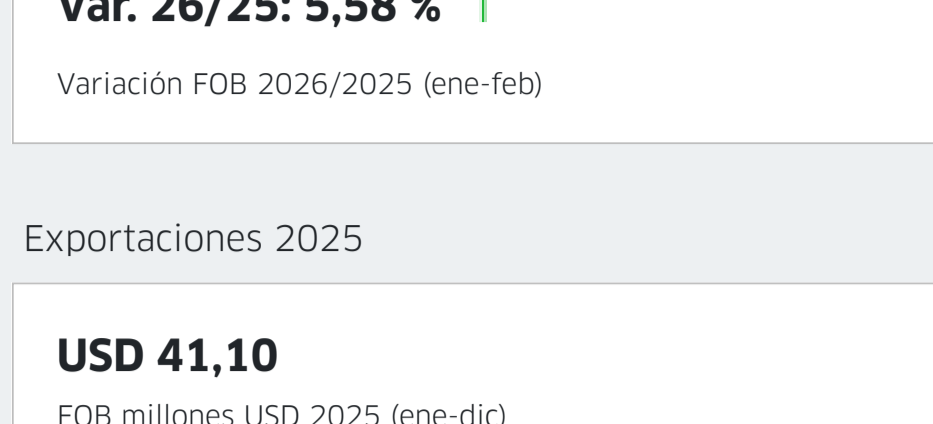 Var. 26/25: 5,58 %
Variación FOB 2026/2025 (ene-feb)
Exportaciones 2025
USD 41,10
FOB millones USD 2025 (ene-dic)